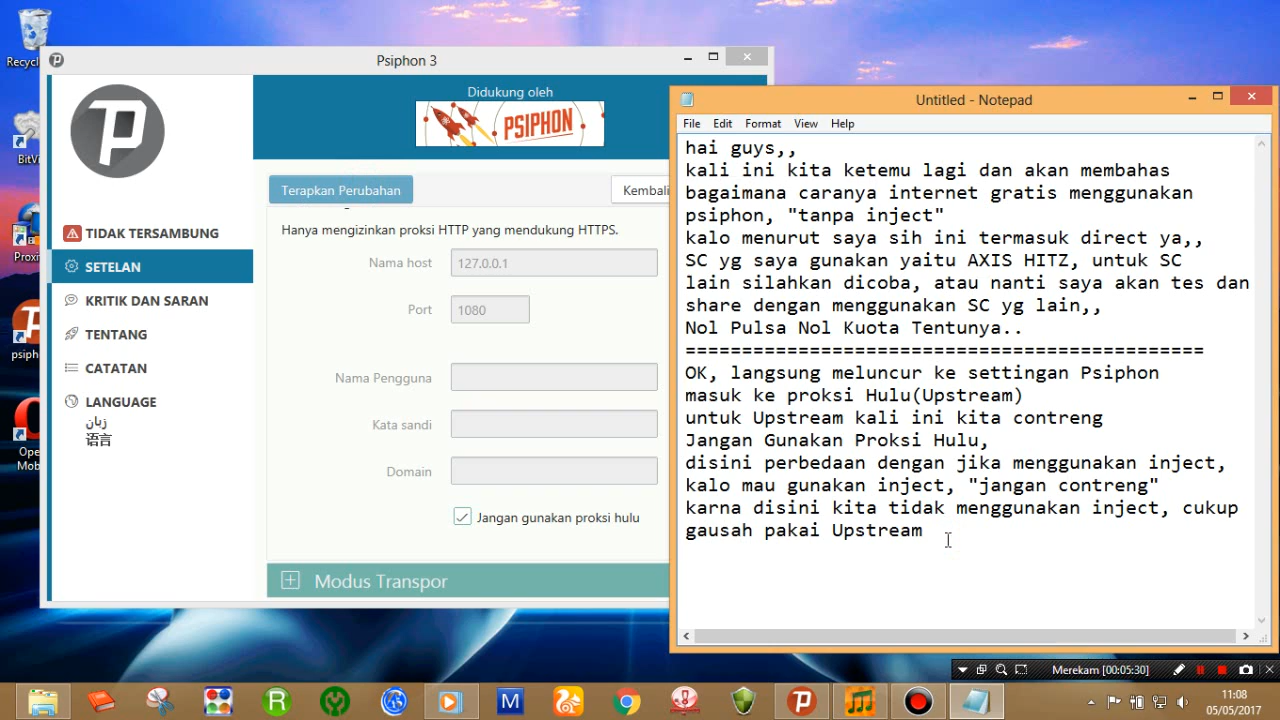 Recycl
BitVi
Proxi
psiph
Ope
Mob
Psiphon 3
Didukung oleh
PSIPHON
Terapkan Perubahan
Kembali
Hanya mengizinkan proksi HTTP yang mendukung HTTPS.
Nama host
127.0.0.1
Port
1080
Nama Pengguna
Kata sandi
Domain
Jangan gunakan proksi hulu
Modus Transpor
TIDAK TERSAMBUNG
SETELAN
KRITIK DAN SARAN
TENTANG
CATATAN
LANGUAGE
زبان
语言
Untitled - Notepad
File Edit Format View Help
hai guys,,
kali ini kita ketemu lagi dan akan membahas
bagaimana caranya internet gratis menggunakan
psiphon, "tanpa inject"
kalo menurut saya sih ini termasuk direct ya,,
SC yg saya gunakan yaitu AXIS HITZ, untuk SC
lain silahkan dicoba, atau nanti saya akan tes dan
share dengan menggunakan SC yg lain,,
Nol Pulsa Nol Kuota Tentunya..
==============================================
OK, langsung meluncur ke settingan Psiphon
masuk ke proksi Hulu(Upstream)
untuk Upstream kali ini kita contreng
Jangan Gunakan Proksi Hulu,
disini perbedaan dengan jika menggunakan inject,
kalo mau gunakan inject, "jangan contreng"
karna disini kita tidak menggunakan inject, cukup
gausah pakai Upstream
Merekam [00:05:30]
11:08
05/05/2017